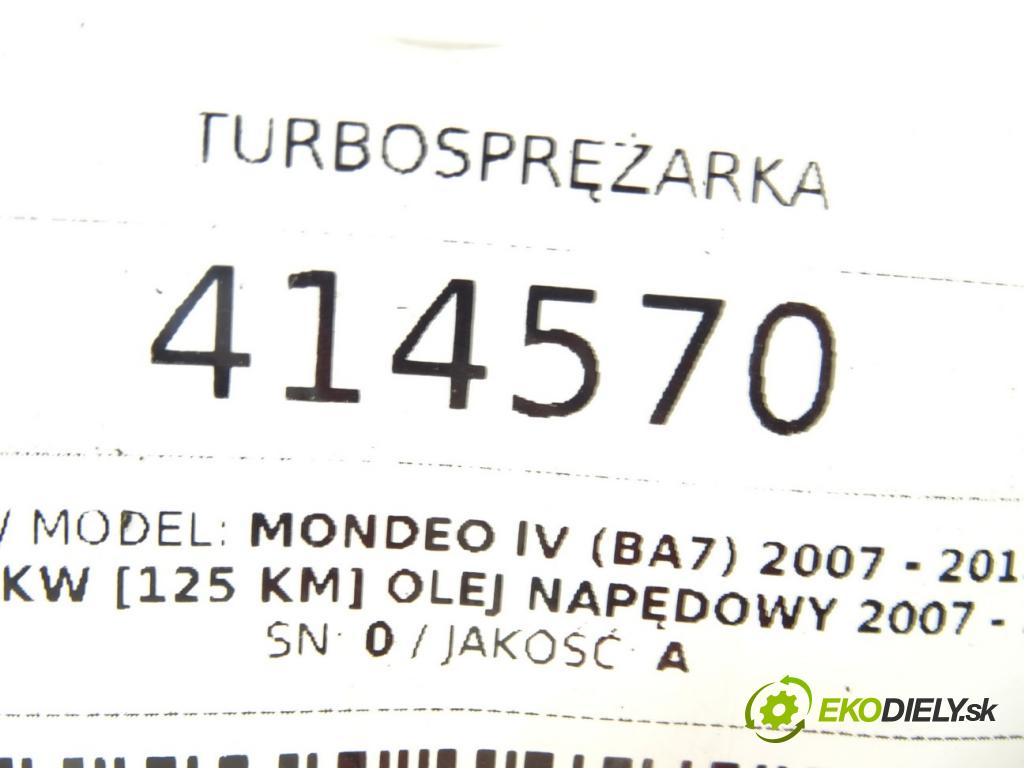 TURBOSPRĘŻARKA
414570
/ MODEL: MONDEO IV (BA7) 2007 - 201
KW [125 KM] OLEJ NAPĘDOWY 2007 -
SN: 0 / JAKOŚĆ: A
EKODIELY.sk